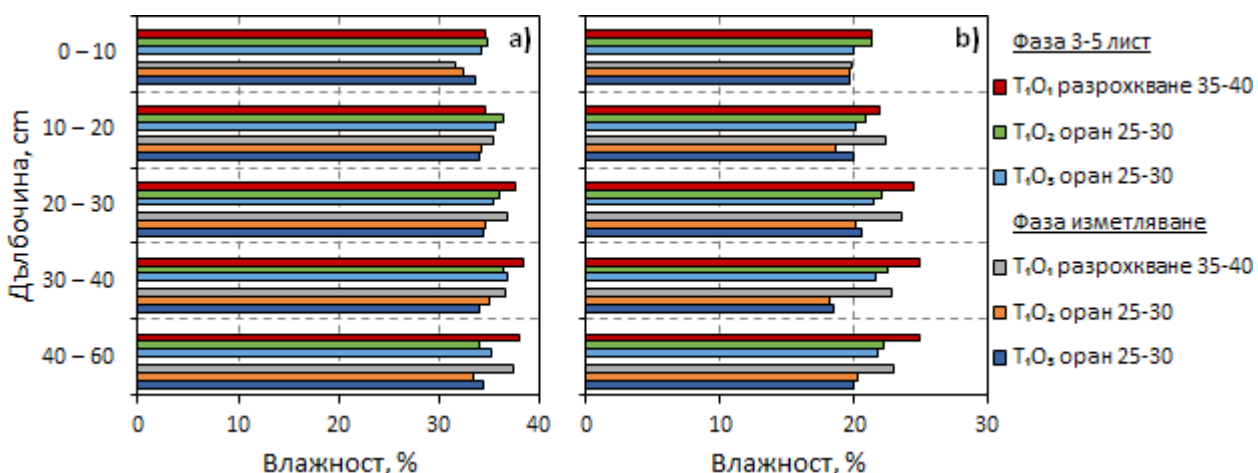 Дълбочина, cm
0 – 10
10 – 20
20 – 30
30 – 40
40 – 60
a)
0 10 20 30 40
Влажност, %
b)
0 10 20 30
Влажност, %
Фаза 3-5 лист
T₁O₁ разрохкване 35-40
T₁O₂ оран 25-30
T₁O₃ оран 25-30
Фаза изметляване
T₁O₁ разрохкване 35-40
T₁O₂ оран 25-30
T₁O₃ оран 25-30